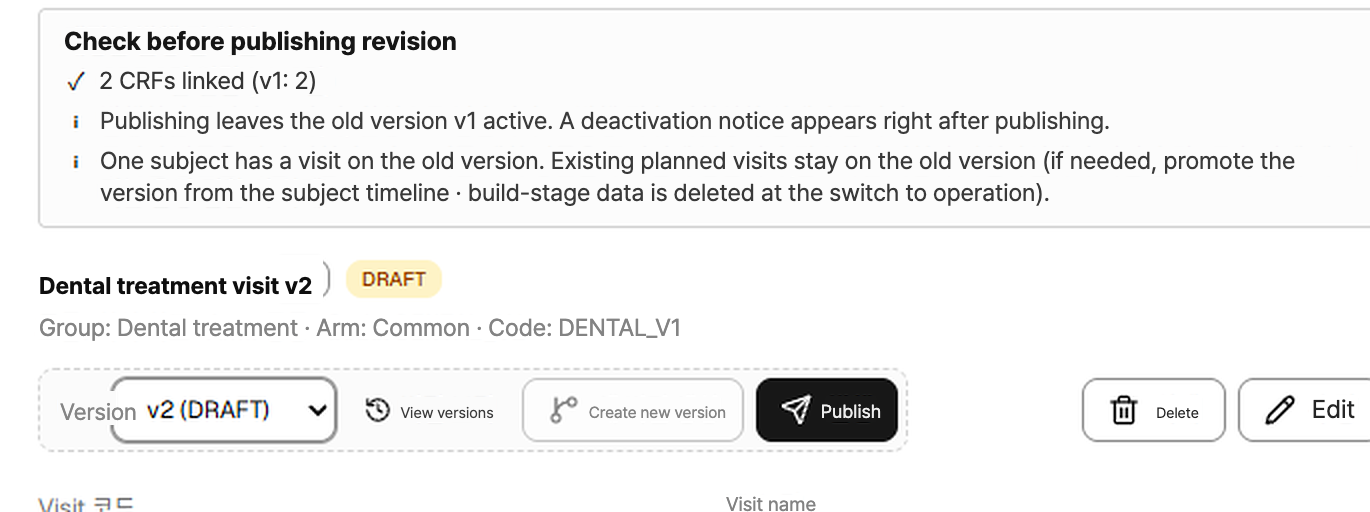 Check before publishing revision
✓ 2 CRFs linked (v1: 2)
i Publishing leaves the old version v1 active. A deactivation notice appears right after publishing.
i One subject has a visit on the old version. Existing planned visits stay on the old version (if needed, promote the
version from the subject timeline · build-stage data is deleted at the switch to operation).
Dental treatment visit v2 ) DRAFT
Group: Dental treatment · Arm: Common · Code: DENTAL_V1
Version v2 (DRAFT) View versions Create new version Publish Delete Edit
Visit 코드 Visit name